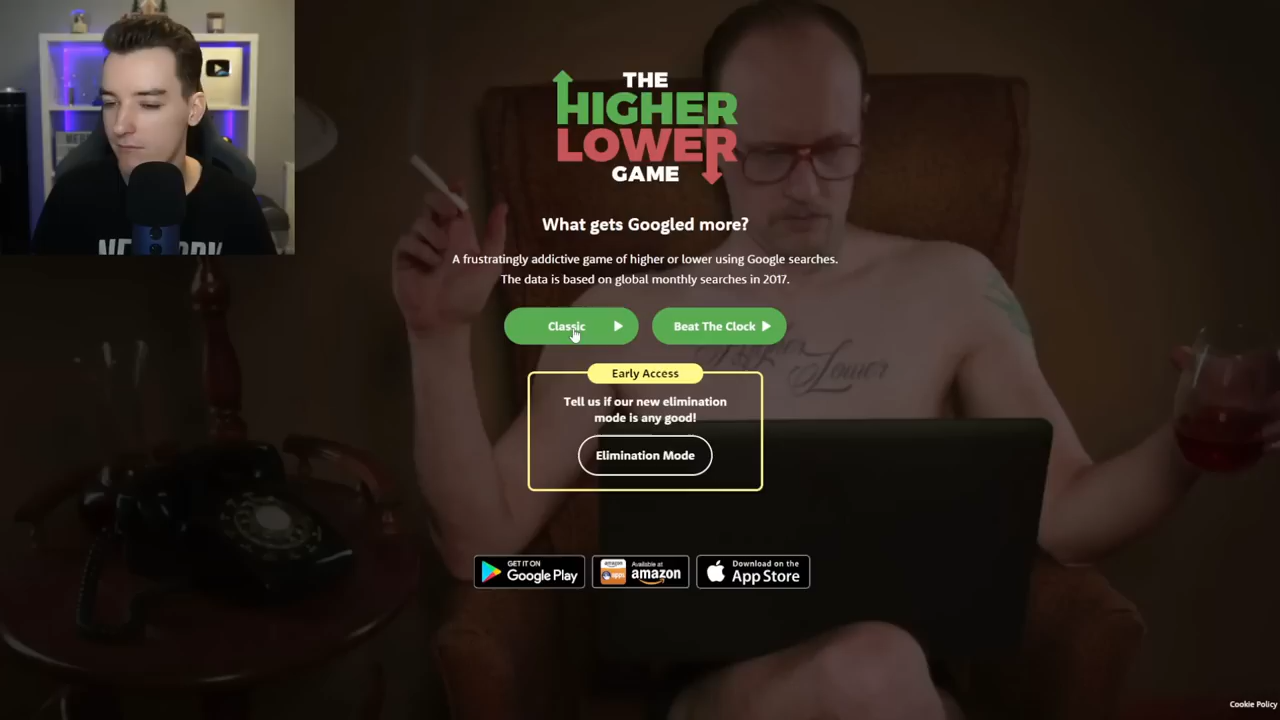 THE
HIGHER
LOWER
GAME
What gets Googled more?
A frustratingly addictive game of higher or lower using Google searches.
The data is based on global monthly searches in 2017.
Classic
Beat The Clock
Early Access
Tell us if our new elimination
mode is any good!
Elimination Mode
GET IT ON
Google Play
Available at
amazon
Download on the
App Store
Cookie Policy
Lower